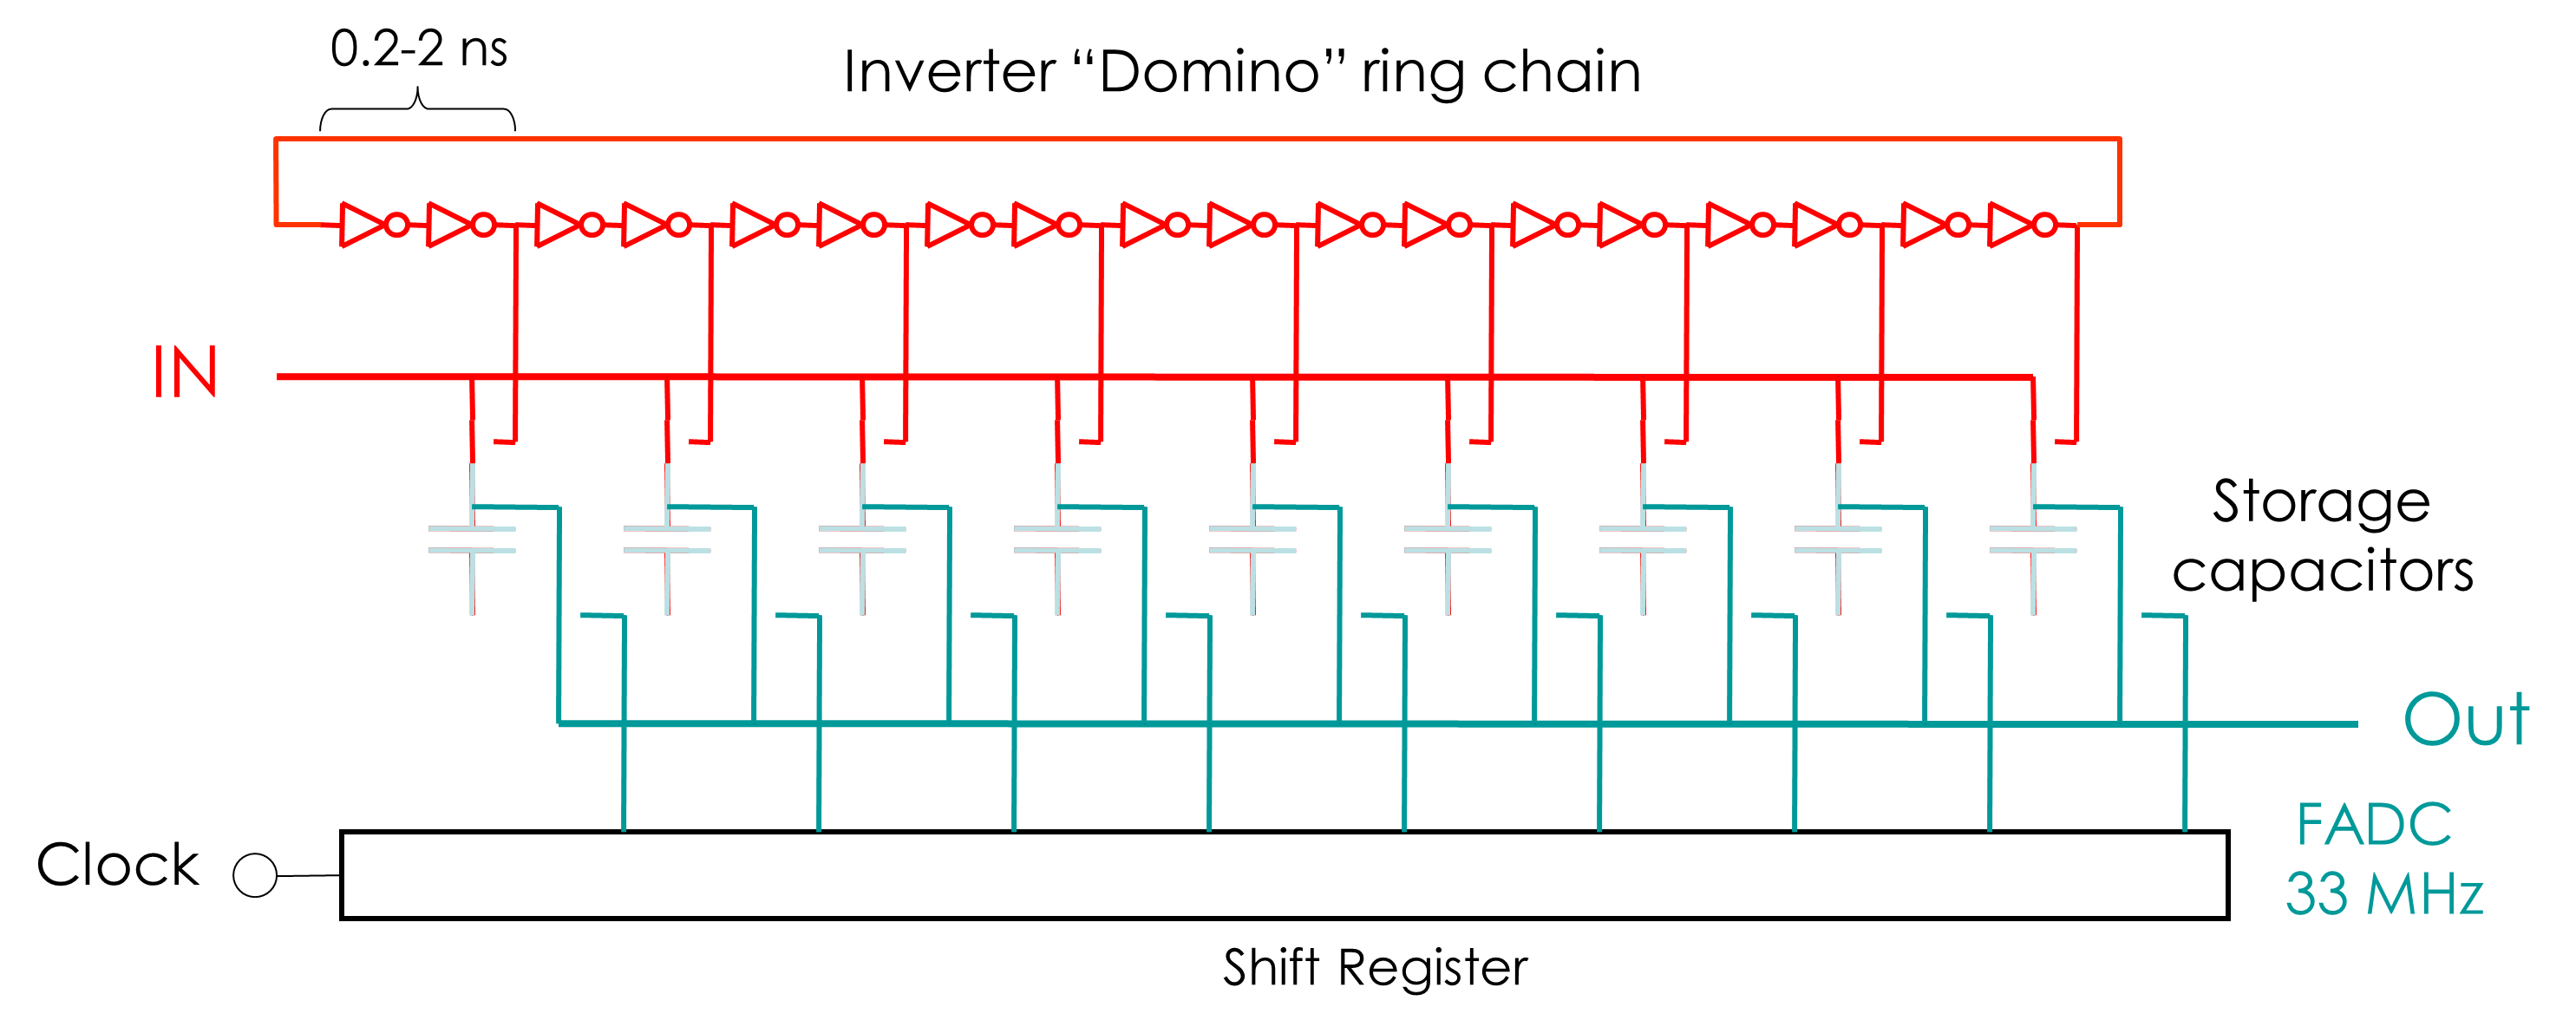 0.2-2 ns
Inverter “Domino” ring chain
IN
Storage
capacitors
Out
FADC
33 MHz
Clock
Shift Register